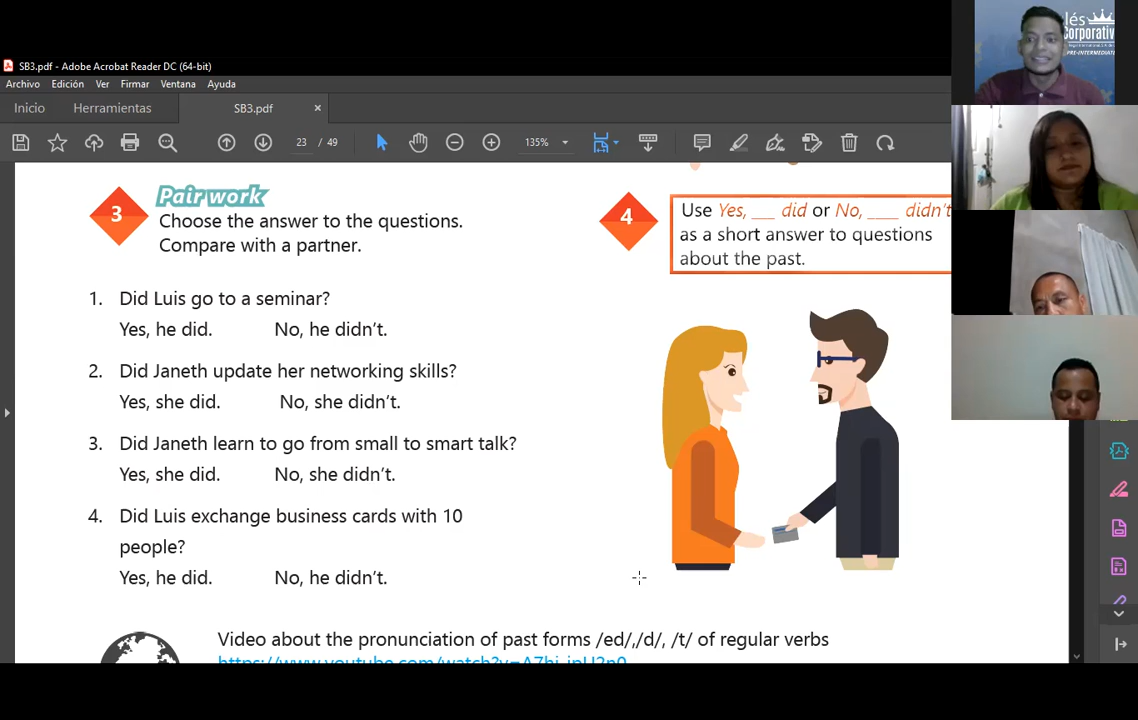 SB3.pdf - Adobe Acrobat Reader DC (64-bit)
Archivo Edición Ver Firmar Ventana Ayuda
Inicio Herramientas SB3.pdf ×
23 / 49 135%
lés
Corporativ
PRE-INTERMEDIATE
3
Pair work
Choose the answer to the questions.
Compare with a partner.
1. Did Luis go to a seminar?
Yes, he did. No, he didn't.
2. Did Janeth update her networking skills?
Yes, she did. No, she didn't.
3. Did Janeth learn to go from small to smart talk?
Yes, she did. No, she didn't.
4. Did Luis exchange business cards with 10
people?
Yes, he did. No, he didn't.
4
Use Yes, ___ did or No, ____ didn't
as a short answer to questions
about the past.
Video about the pronunciation of past forms /ed/,/d/, /t/ of regular verbs